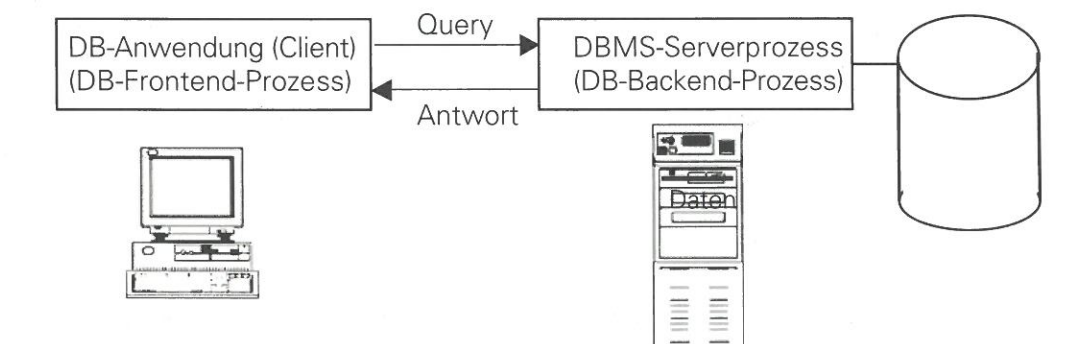 Query
DB-Anwendung (Client)
(DB-Frontend-Prozess)
DBMS-Serverprozess
(DB-Backend-Prozess)
Antwort
Daten